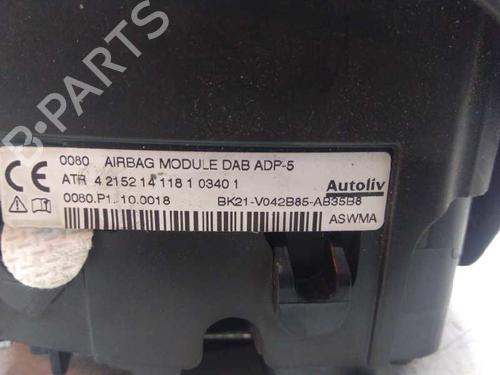 B-PARTS
0080 AIRBAG MODULE DAB ADP-5
ATR 4 2152 14 118 1 0340 1
Autoliv
0080.P1.10.0018 BK21-V042B85-AB35B8
ASWMA